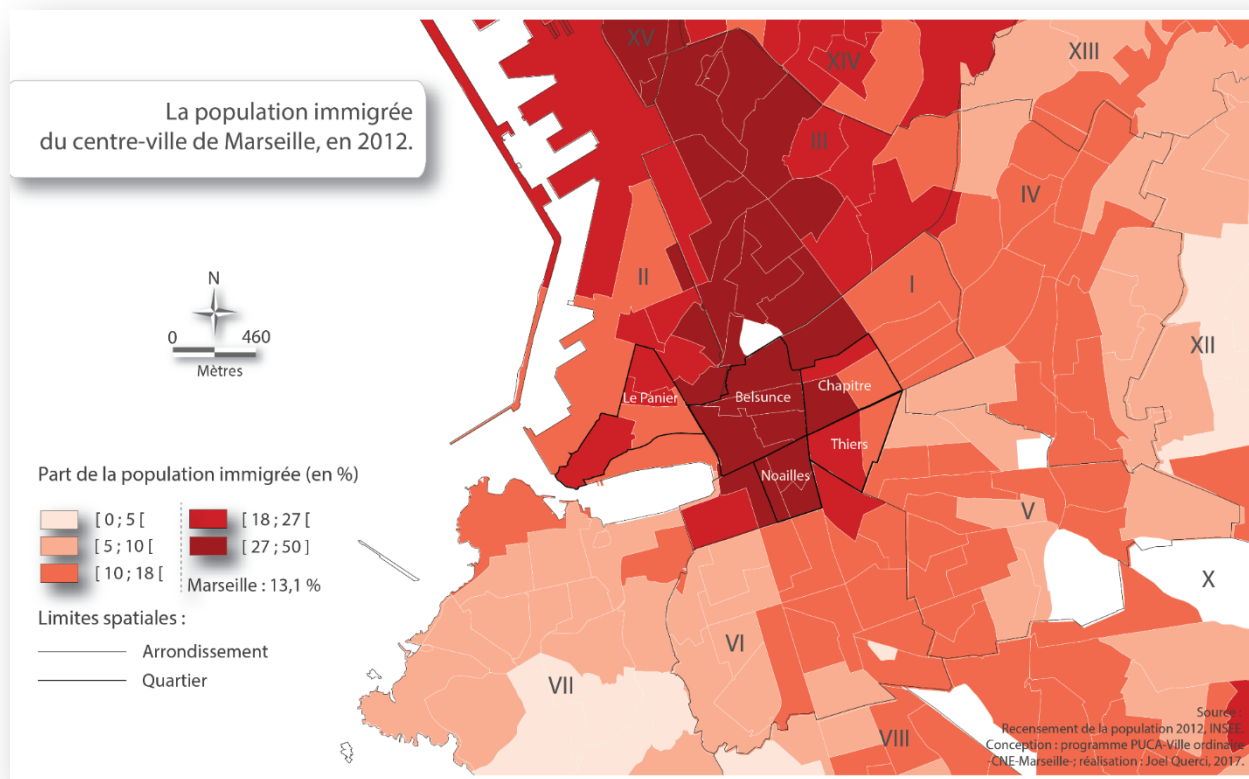 La population immigrée
du centre-ville de Marseille, en 2012.
N
0 460
Mètres
Part de la population immigrée (en %)
[ 0 ; 5 [
[ 5 ; 10 [
[ 10 ; 18 [
[ 18 ; 27 [
[ 27 ; 50 ]
Marseille : 13,1 %
Limites spatiales :
Arrondissement
Quartier
XV
XIV
XIII
III
IV
II
I
XII
Le Panier
Belsunce
Chapitre
Thiers
Noailles
V
X
VI
VII
VIII
Source :
Recensement de la population 2012, INSEE.
Conception : programme PUCA-Ville ordinaire
-CNE-Marseille-; réalisation : Joel Querci, 2017.